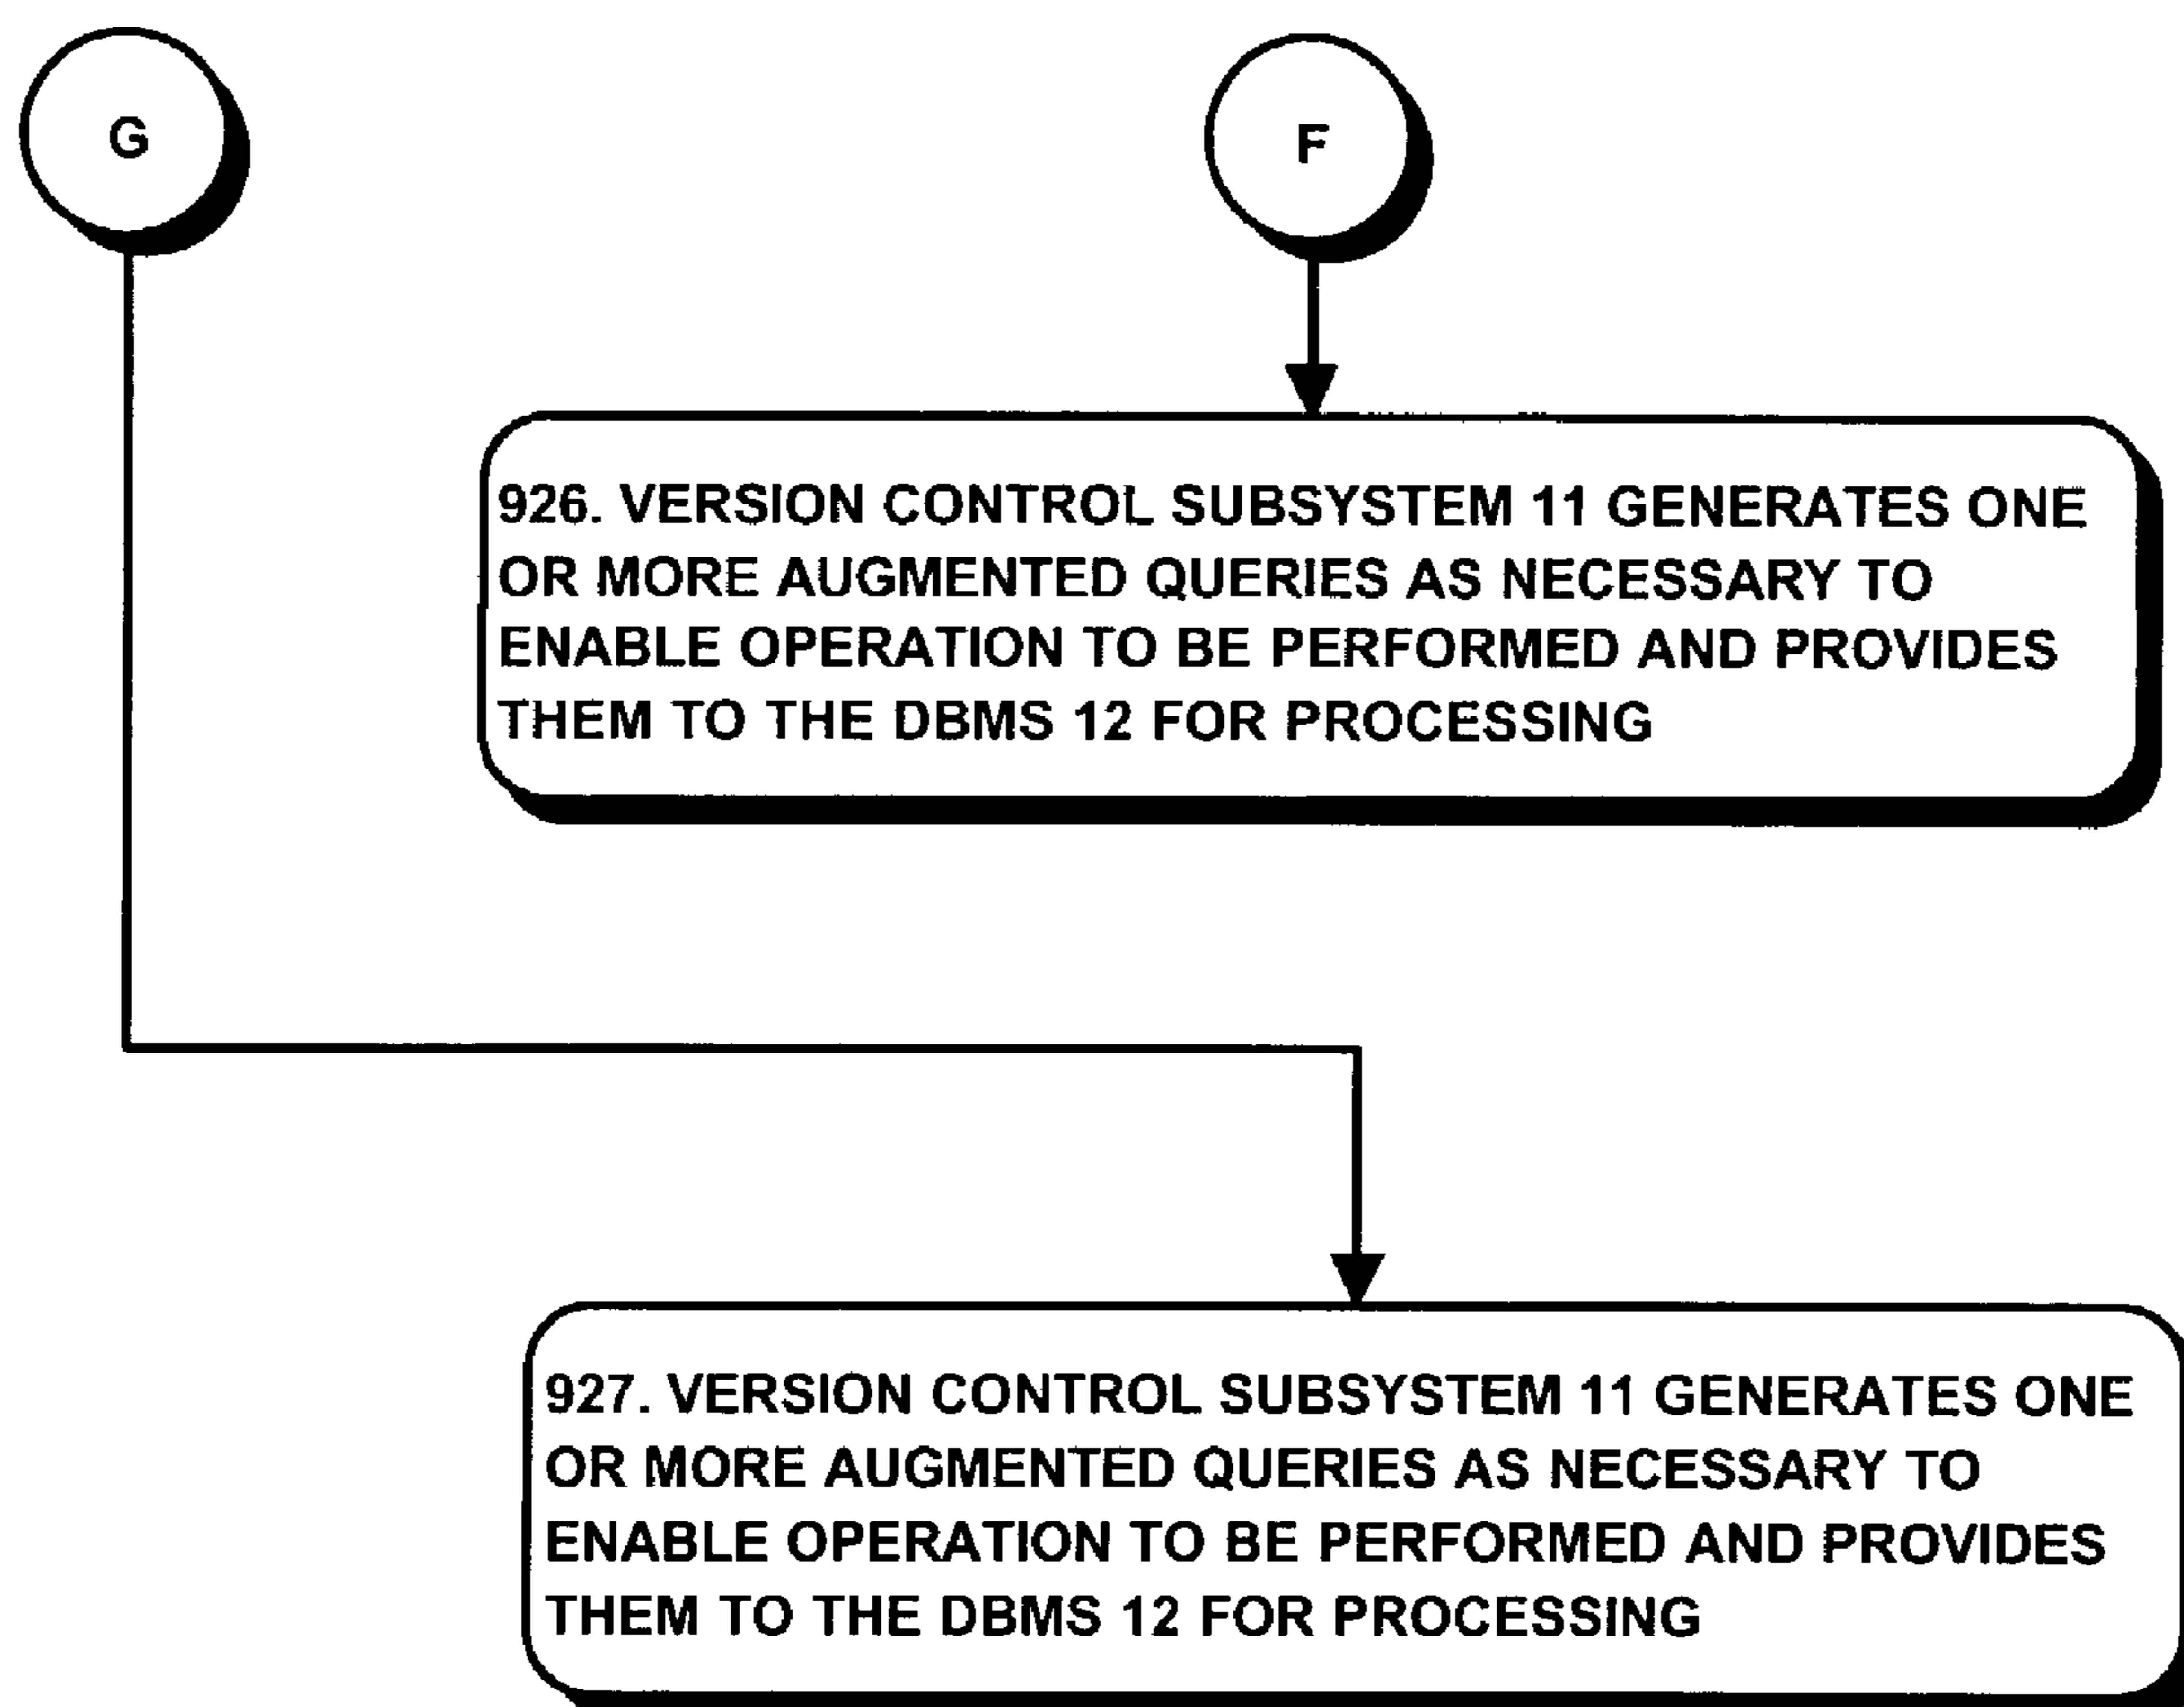 G
F
926. VERSION CONTROL SUBSYSTEM 11 GENERATES ONE
OR MORE AUGMENTED QUERIES AS NECESSARY TO
ENABLE OPERATION TO BE PERFORMED AND PROVIDES
THEM TO THE DBMS 12 FOR PROCESSING
927. VERSION CONTROL SUBSYSTEM 11 GENERATES ONE
OR MORE AUGMENTED QUERIES AS NECESSARY TO
ENABLE OPERATION TO BE PERFORMED AND PROVIDES
THEM TO THE DBMS 12 FOR PROCESSING